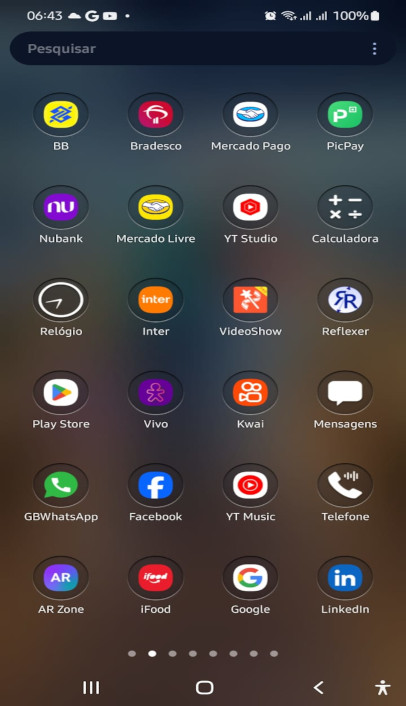 06:43 G 100%
Pesquisar
BB Bradesco Mercado Pago PicPay
nu
Nubank Mercado Livre YT Studio Calculadora
inter
Relógio Inter VideoShow Reflexer
Play Store Vivo Kwai Mensagens
GBWhatsApp Facebook YT Music Telefone
AR ifood G in
AR Zone iFood Google LinkedIn